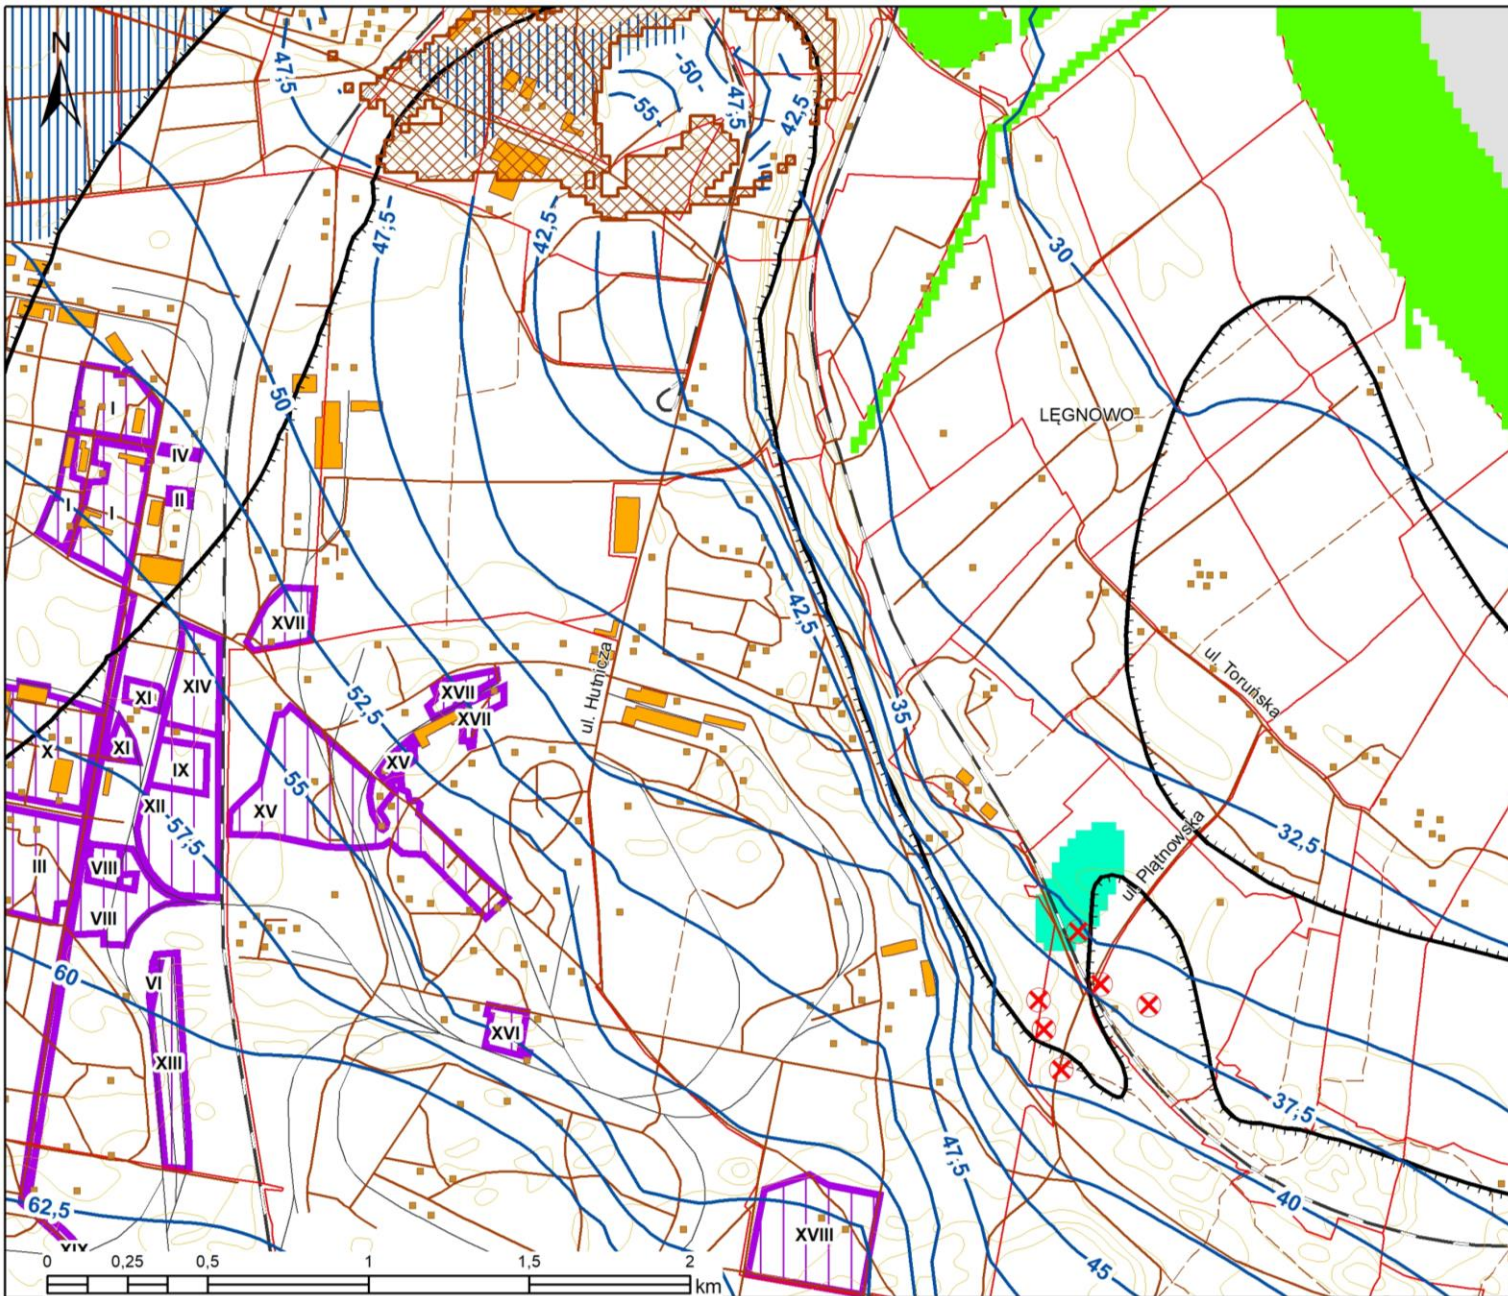 N
47,5
50
55
47,5
42,5
47,5
42,5
30
50
LĘGNOWO
I
IV
II
I
I
42,5
XVII
ul. Hutnicza
ul. Toruńska
XI
XIV
52,5
XVII
XVII
35
X
XI
IX
XV
55
XV
XII
57,5
ul. Plątnowska
32,5
III
VIII
VIII
60
VI
XVI
XIII
37,5
47,5
40
62,5
XVIII
XIX
45
0 0,25 0,5 1 1,5 2
km